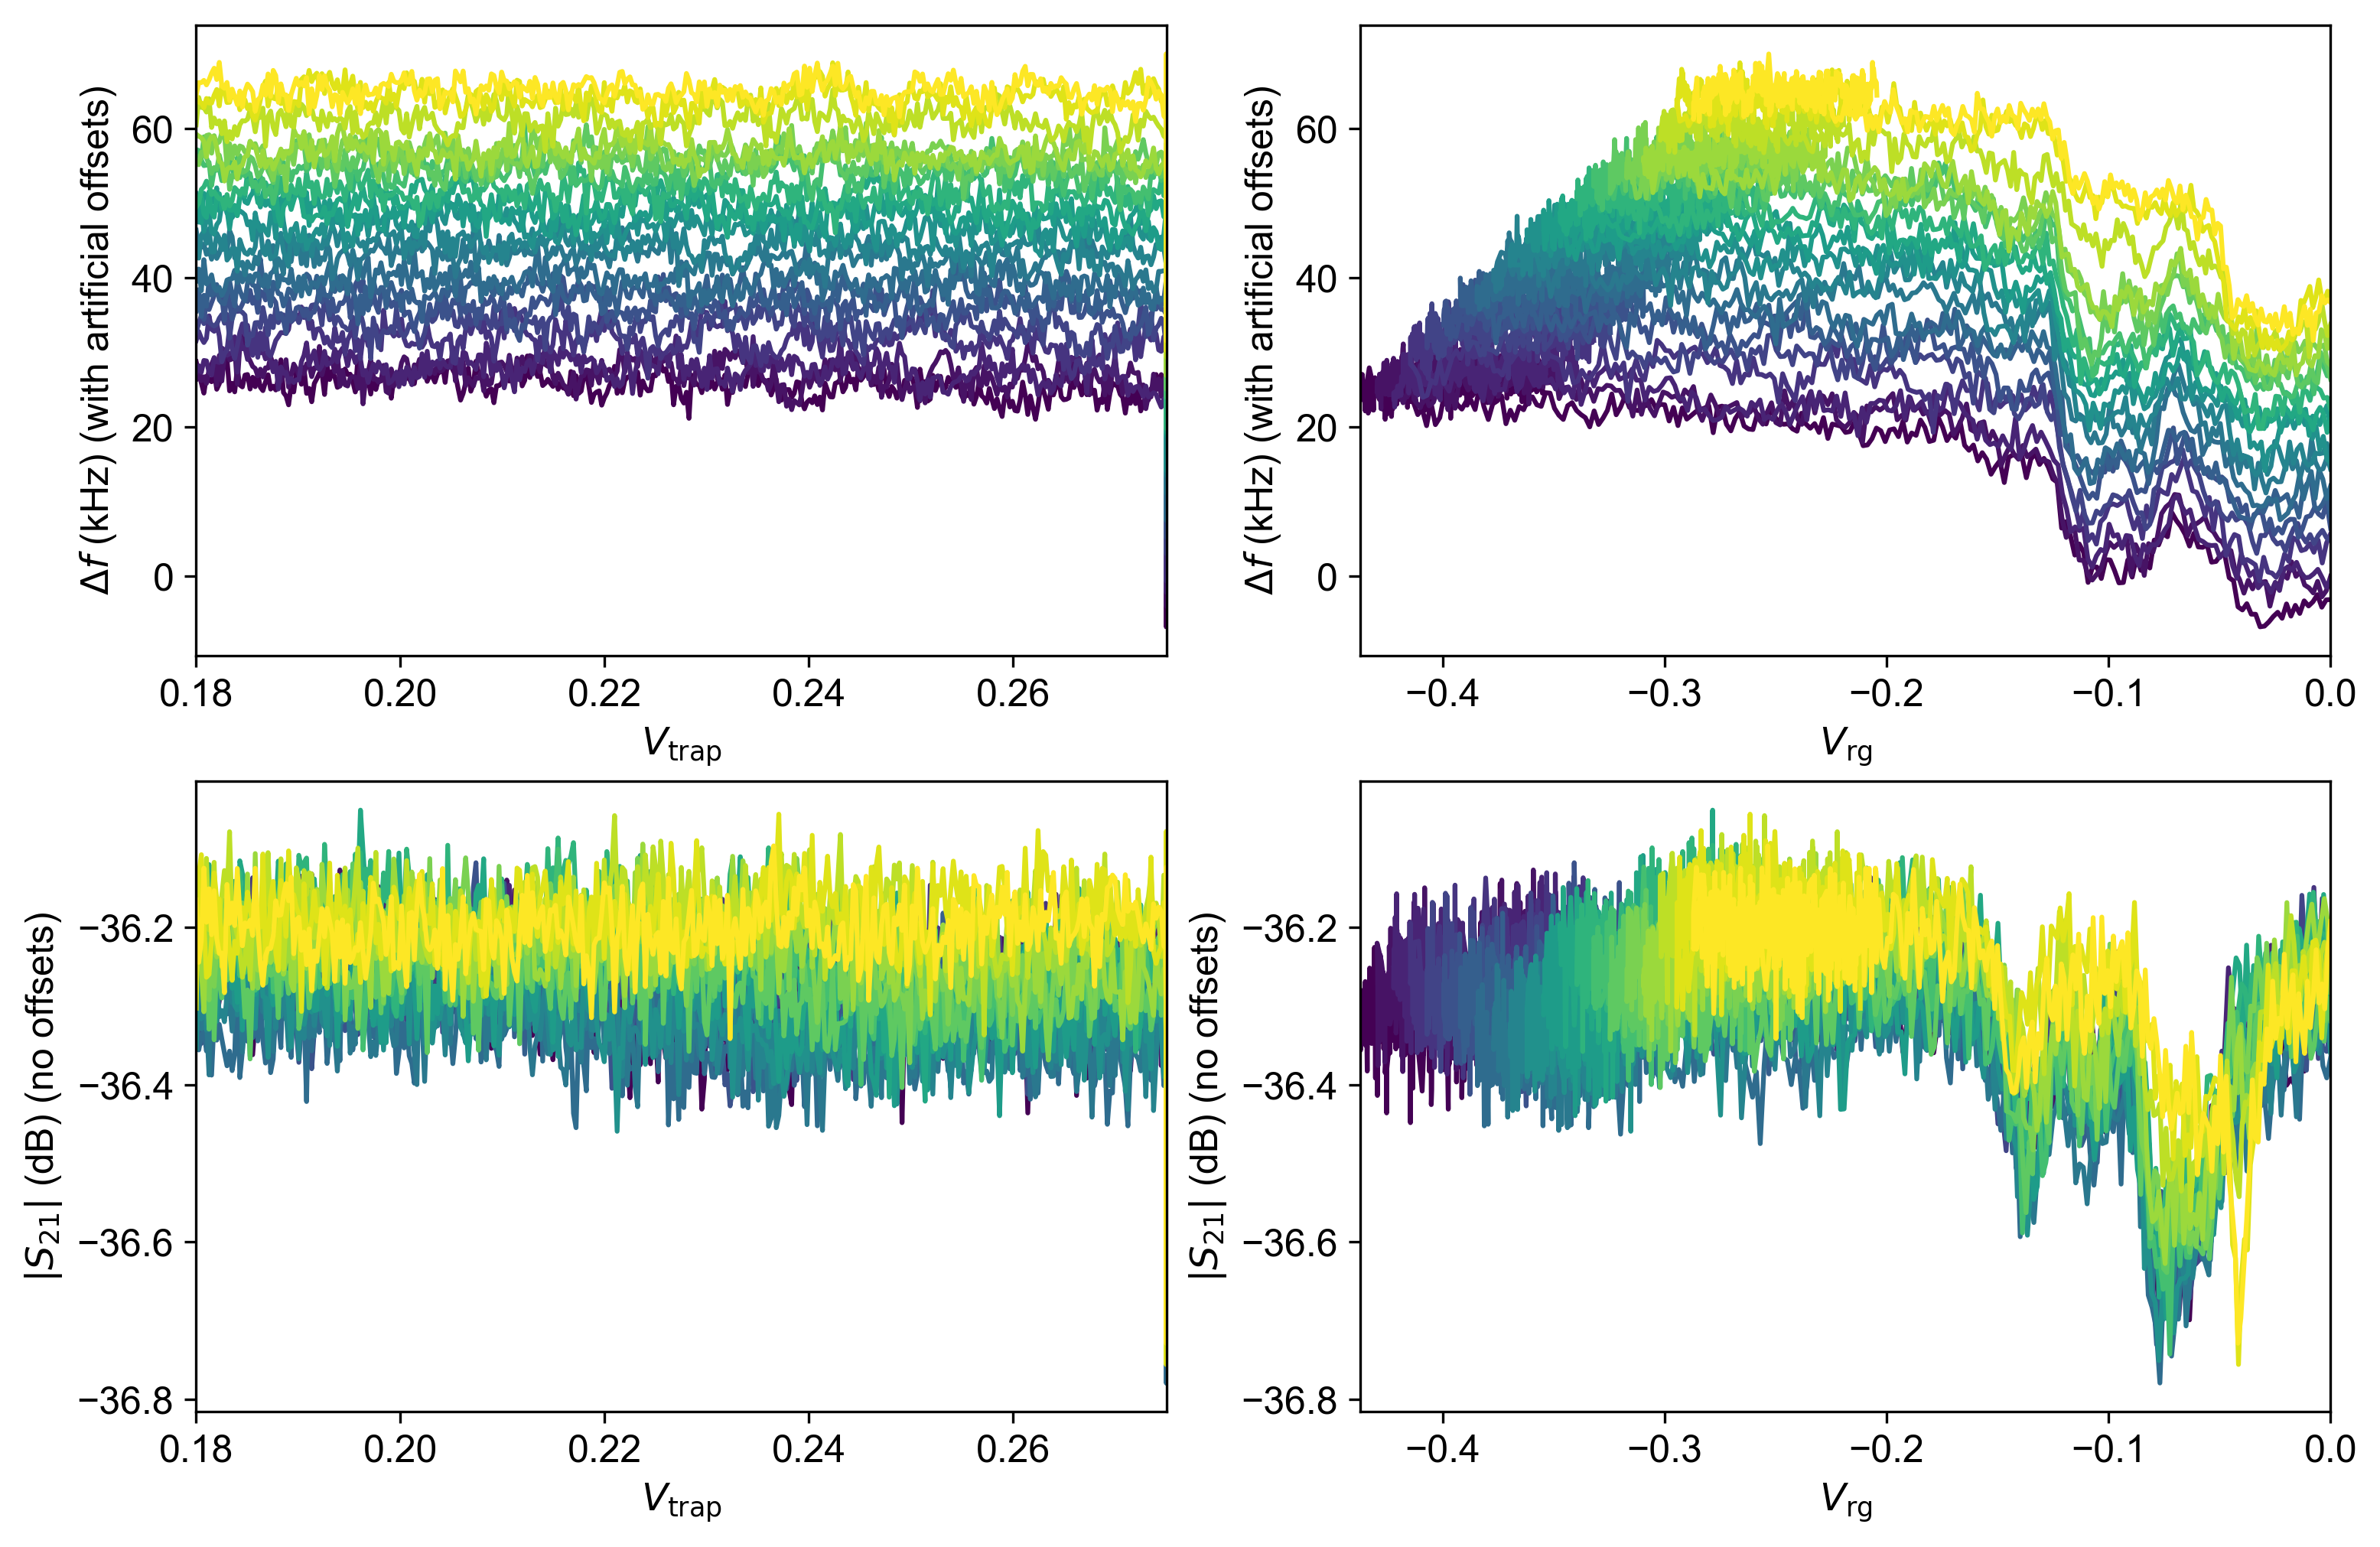 Δf (kHz) (with artificial offsets)
60
40
20
0
0.18 0.20 0.22 0.24 0.26
V_trap
Δf (kHz) (with artificial offsets)
60
40
20
0
−0.4 −0.3 −0.2 −0.1 0.0
V_rg
|S_21| (dB) (no offsets)
−36.2
−36.4
−36.6
−36.8
0.18 0.20 0.22 0.24 0.26
V_trap
|S_21| (dB) (no offsets)
−36.2
−36.4
−36.6
−36.8
−0.4 −0.3 −0.2 −0.1 0.0
V_rg